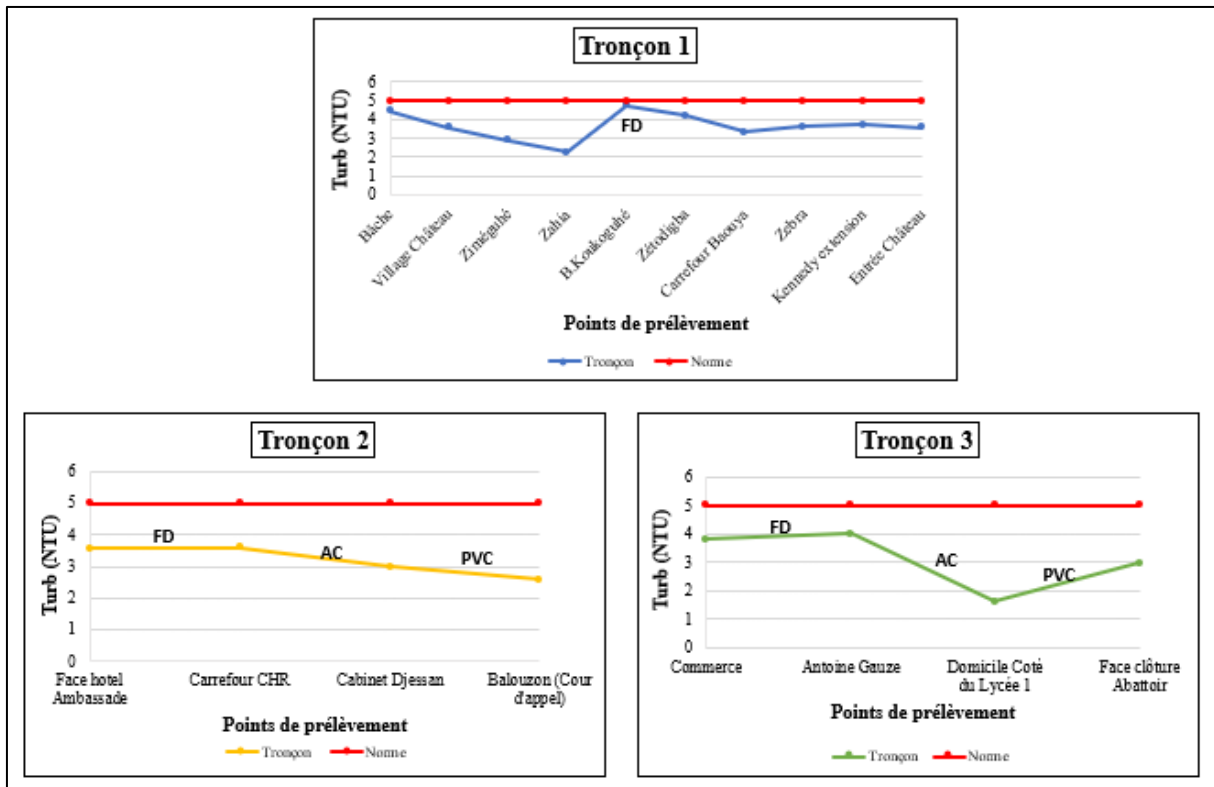 Tronçon 1
Turb (NTU)
6
5
4
3
2
1
0
FD
Bâche
Village Château
Ziméguhé
Zahia
B.Koukoguhé
Zétodigba
Carrefour Baouya
Zebra
Kennedy extension
Entrée Château
Points de prélèvement
Tronçon
Norme
Tronçon 2
Turb (NTU)
6
5
4
3
2
1
0
FD
AC
PVC
Face hotel
Ambassade
Carrefour CHR
Cabinet Djessan
Balouzon (Cour
d'appel)
Points de prélèvement
Tronçon
Norme
Tronçon 3
Turb (NTU)
6
5
4
3
2
1
0
FD
AC
PVC
Commerce
Antoine Gauze
Domicile Coté
du Lycée 1
Face clôture
Abattoir
Points de prélèvement
Tronçon
Norme